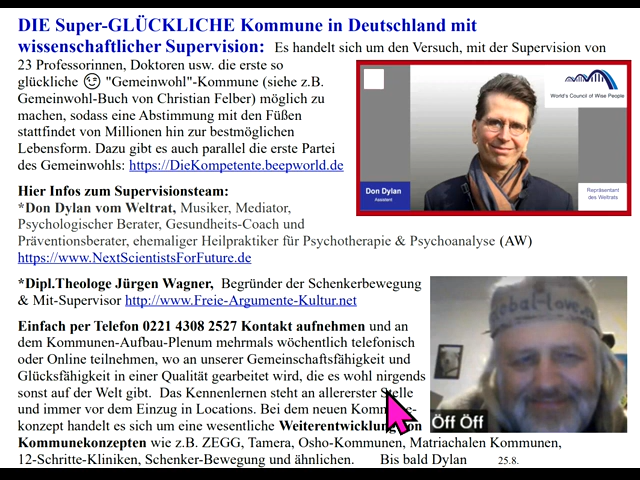 DIE Super-GLÜCKLICHE Kommune in Deutschland mit
wissenschaftlicher Supervision: Es handelt sich um den Versuch, mit der Supervision von
23 Professorinnen, Doktoren usw. die erste so
glückliche 😉 "Gemeinwohl"-Kommune (siehe z.B.
Gemeinwohl-Buch von Christian Felber) möglich zu
machen, sodass eine Abstimmung mit den Füßen
stattfindet von Millionen hin zur bestmöglichen
Lebensform. Dazu gibt es auch parallel die erste Partei
des Gemeinwohls: https://DieKompetente.beepworld.de
World's Council of Wise People
Don Dylan
Assistent
Repräsentant
des Weltrats
Hier Infos zum Supervisionsteam:
*Don Dylan vom Weltrat, Musiker, Mediator,
Psychologischer Berater, Gesundheits-Coach und
Präventionsberater, ehemaliger Heilpraktiker für Psychotherapie & Psychoanalyse (AW)
https://www.NextScientistsForFuture.de
*Dipl.Theologe Jürgen Wagner, Begründer der Schenkerbewegung
& Mit-Supervisor http://www.Freie-Argumente-Kultur.net
Einfach per Telefon 0221 4308 2527 Kontakt aufnehmen und an
dem Kommunen-Aufbau-Plenum mehrmals wöchentlich telefonisch
oder Online teilnehmen, wo an unserer Gemeinschaftsfähigkeit und
Glücksfähigkeit in einer Qualität gearbeitet wird, die es wohl nirgends
sonst auf der Welt gibt. Das Kennenlernen steht an allererster Stelle
und immer vor dem Einzug in Locations. Bei dem neuen Kommune-
konzept handelt es sich um eine wesentliche Weiterentwicklung von
Kommunekonzepten wie z.B. ZEGG, Tamera, Osho-Kommunen, Matriachalen Kommunen,
12-Schritte-Kliniken, Schenker-Bewegung und ähnlichen. Bis bald Dylan 25.8.
global-love.
Öff Öff